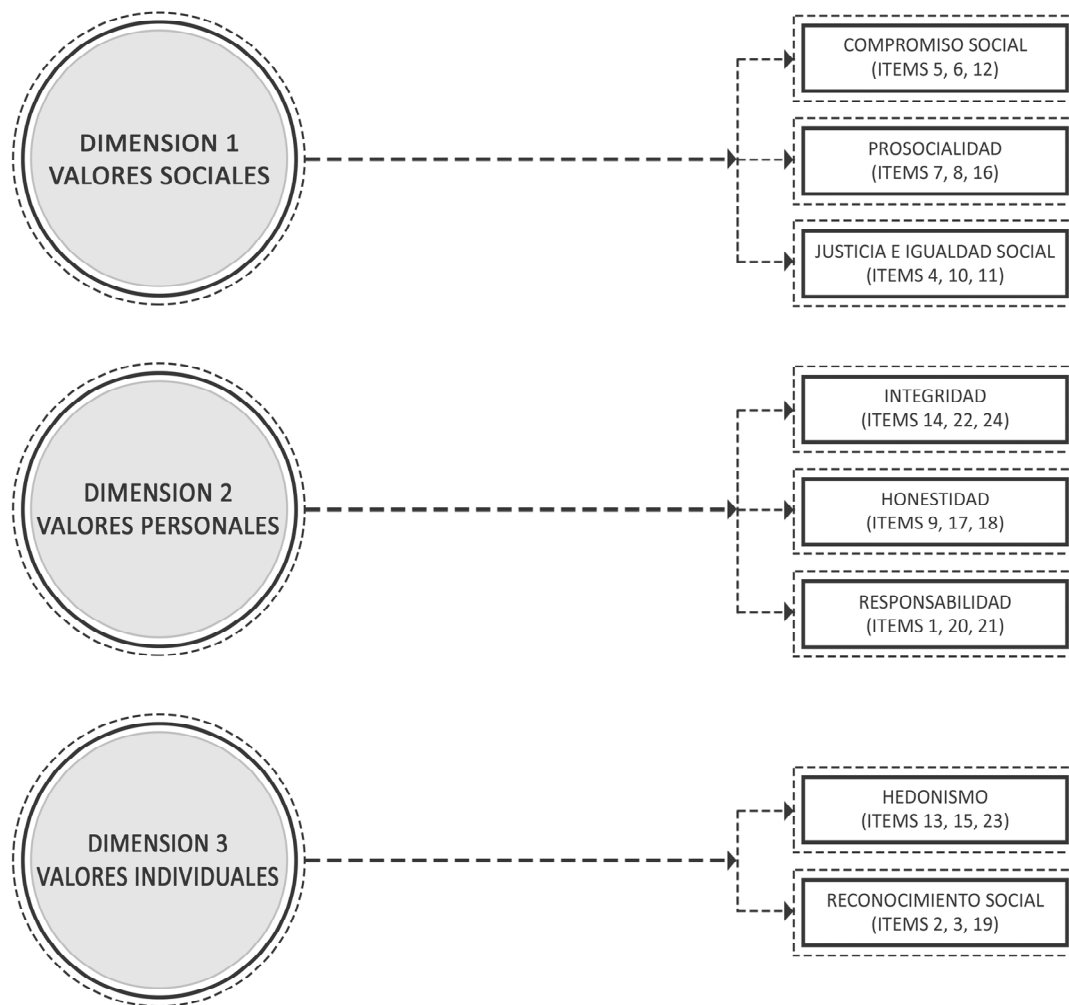 DIMENSION 1
VALORES SOCIALES
COMPROMISO SOCIAL
(ITEMS 5, 6, 12)
PROSOCIALIDAD
(ITEMS 7, 8, 16)
JUSTICIA E IGUALDAD SOCIAL
(ITEMS 4, 10, 11)
DIMENSION 2
VALORES PERSONALES
INTEGRIDAD
(ITEMS 14, 22, 24)
HONESTIDAD
(ITEMS 9, 17, 18)
RESPONSABILIDAD
(ITEMS 1, 20, 21)
DIMENSION 3
VALORES INDIVIDUALES
HEDONISMO
(ITEMS 13, 15, 23)
RECONOCIMIENTO SOCIAL
(ITEMS 2, 3, 19)